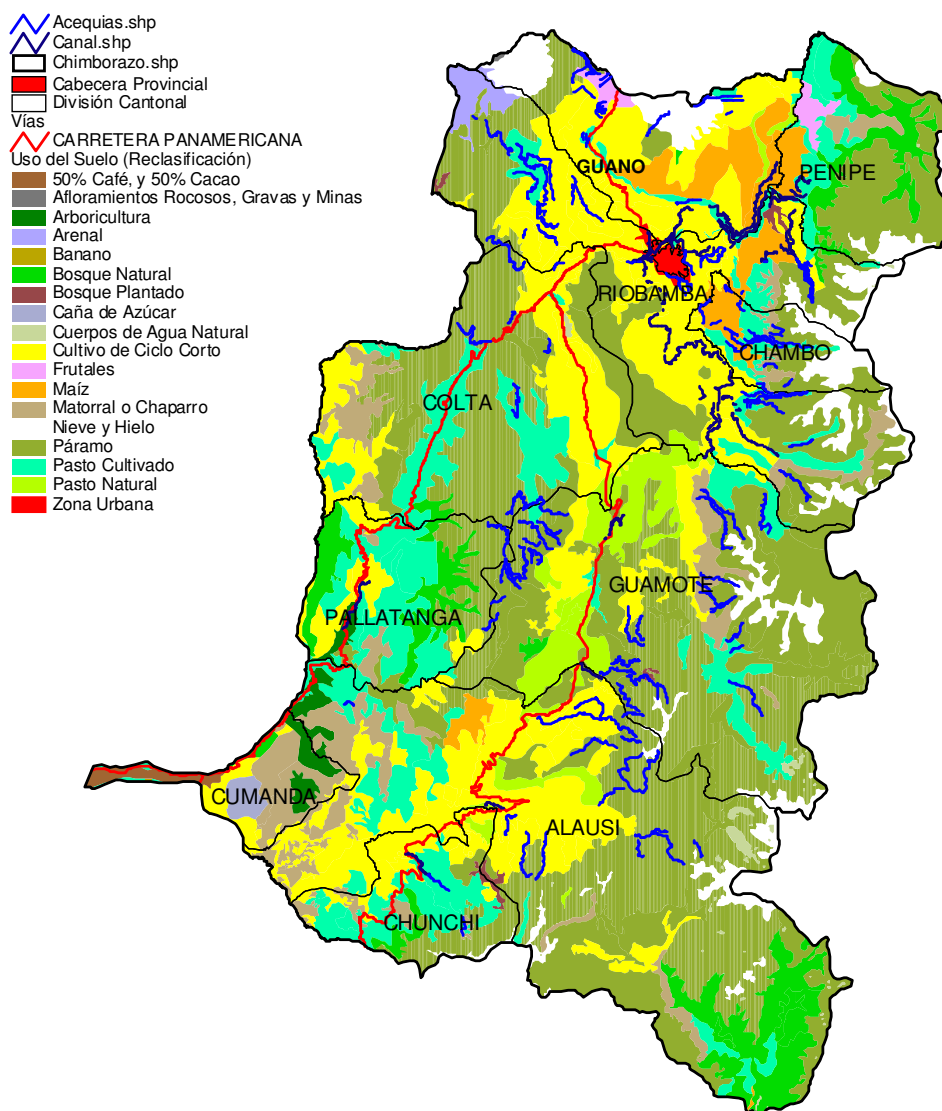 Acequias.shp
Canal.shp
Chimborazo.shp
Cabecera Provincial
División Cantonal
Vías
CARRETERA PANAMERICANA
Uso del Suelo (Reclasificación)
50% Café, y 50% Cacao
Afloramientos Rocosos, Gravas y Minas
Arboricultura
Arenal
Banano
Bosque Natural
Bosque Plantado
Caña de Azúcar
Cuerpos de Agua Natural
Cultivo de Ciclo Corto
Frutales
Maíz
Matorral o Chaparro
Nieve y Hielo
Páramo
Pasto Cultivado
Pasto Natural
Zona Urbana
GUANO
PENIPE
RIOBAMBA
CHAMBO
COLTA
GUAMOTE
PALLATANGA
CUMANDA
ALAUSI
CHUNCHI